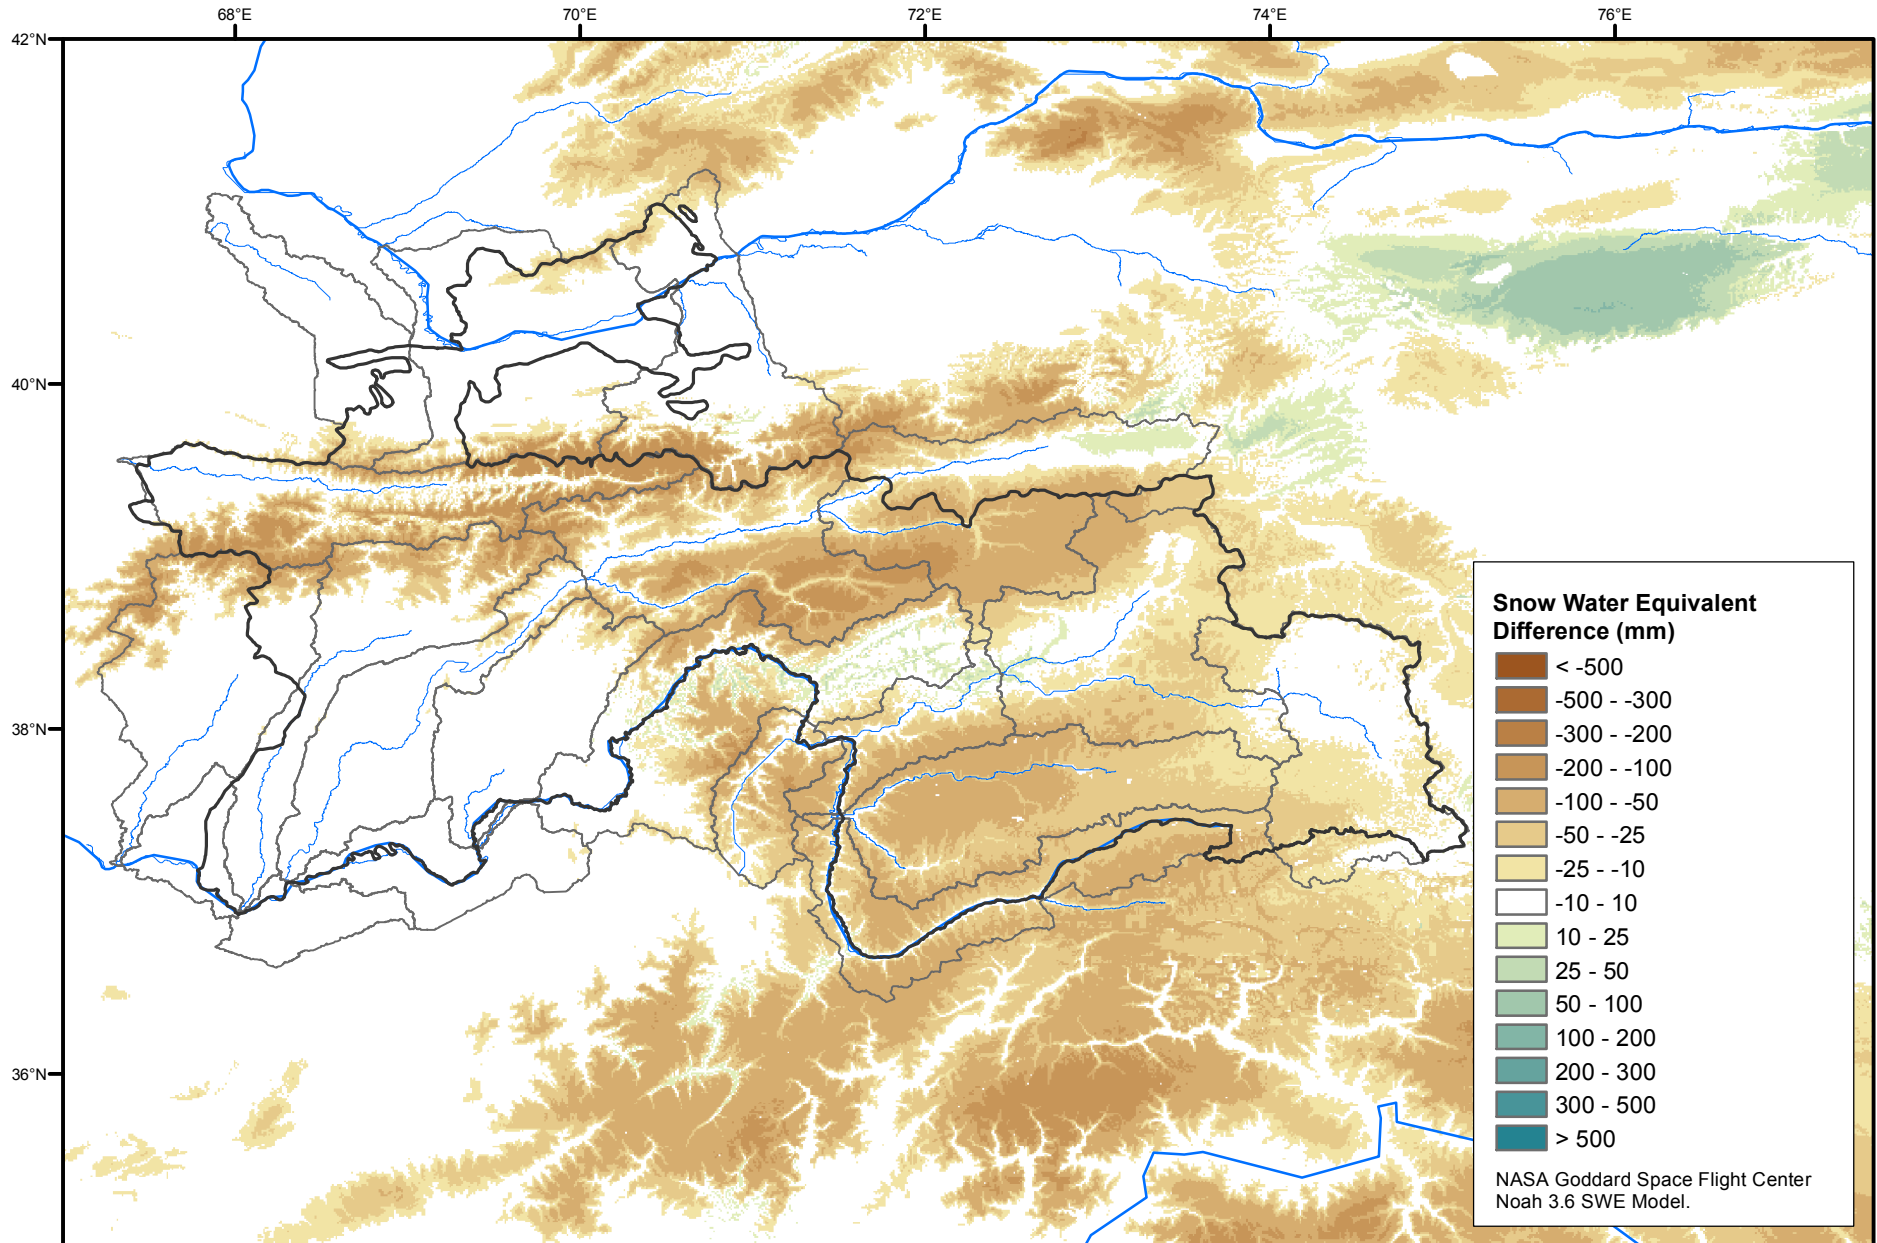 68°E
70°E
72°E
74°E
76°E
42°N
40°N
38°N
36°N
Snow Water Equivalent
Difference (mm)
< -500
-500 - -300
-300 - -200
-200 - -100
-100 - -50
-50 - -25
-25 - -10
-10 - 10
10 - 25
25 - 50
50 - 100
100 - 200
200 - 300
300 - 500
> 500
NASA Goddard Space Flight Center
Noah 3.6 SWE Model.